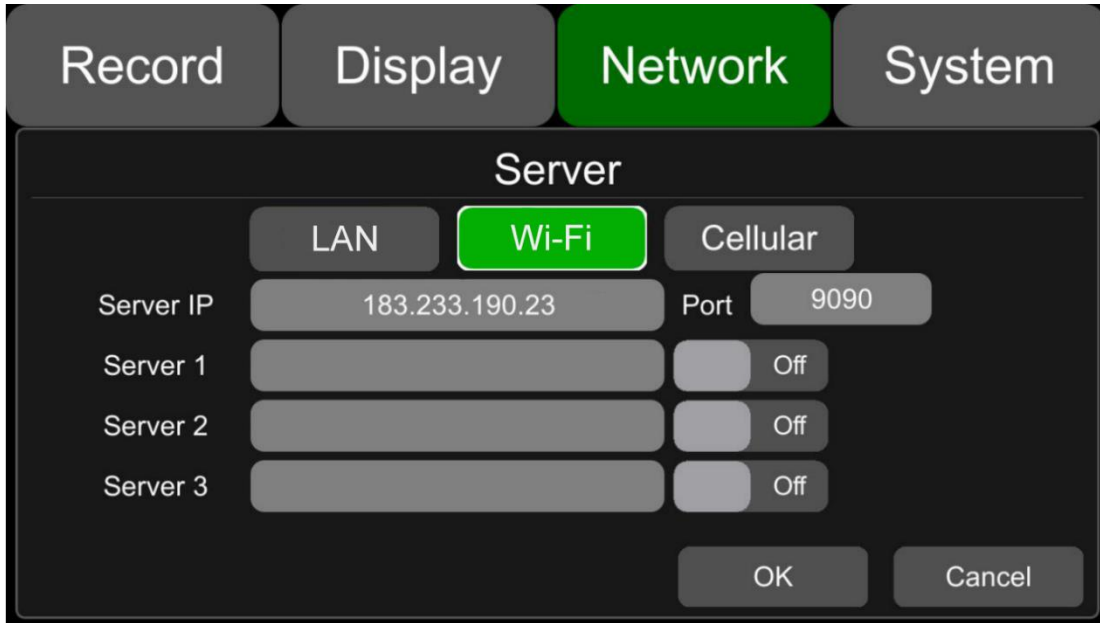 Record Display Network System
Server
LAN Wi-Fi Cellular
Server IP 183.233.190.23 Port 9090
Server 1 Off
Server 2 Off
Server 3 Off
OK Cancel